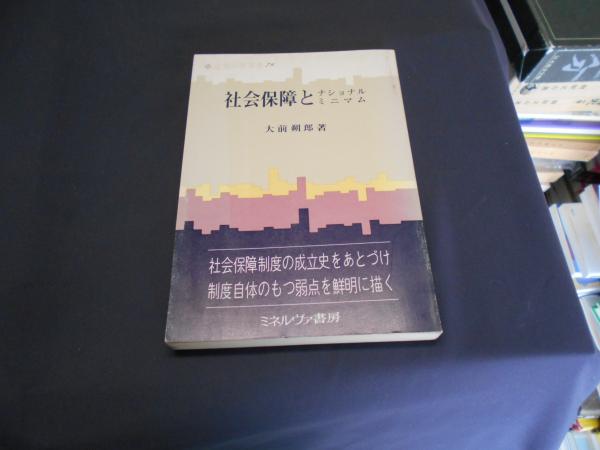 社会保障とナショナルミニマム
大前朔郎著
社会保障制度の成立史をあとづけ
制度自体のもつ弱点を鮮明に描く
ミネルヴァ書房